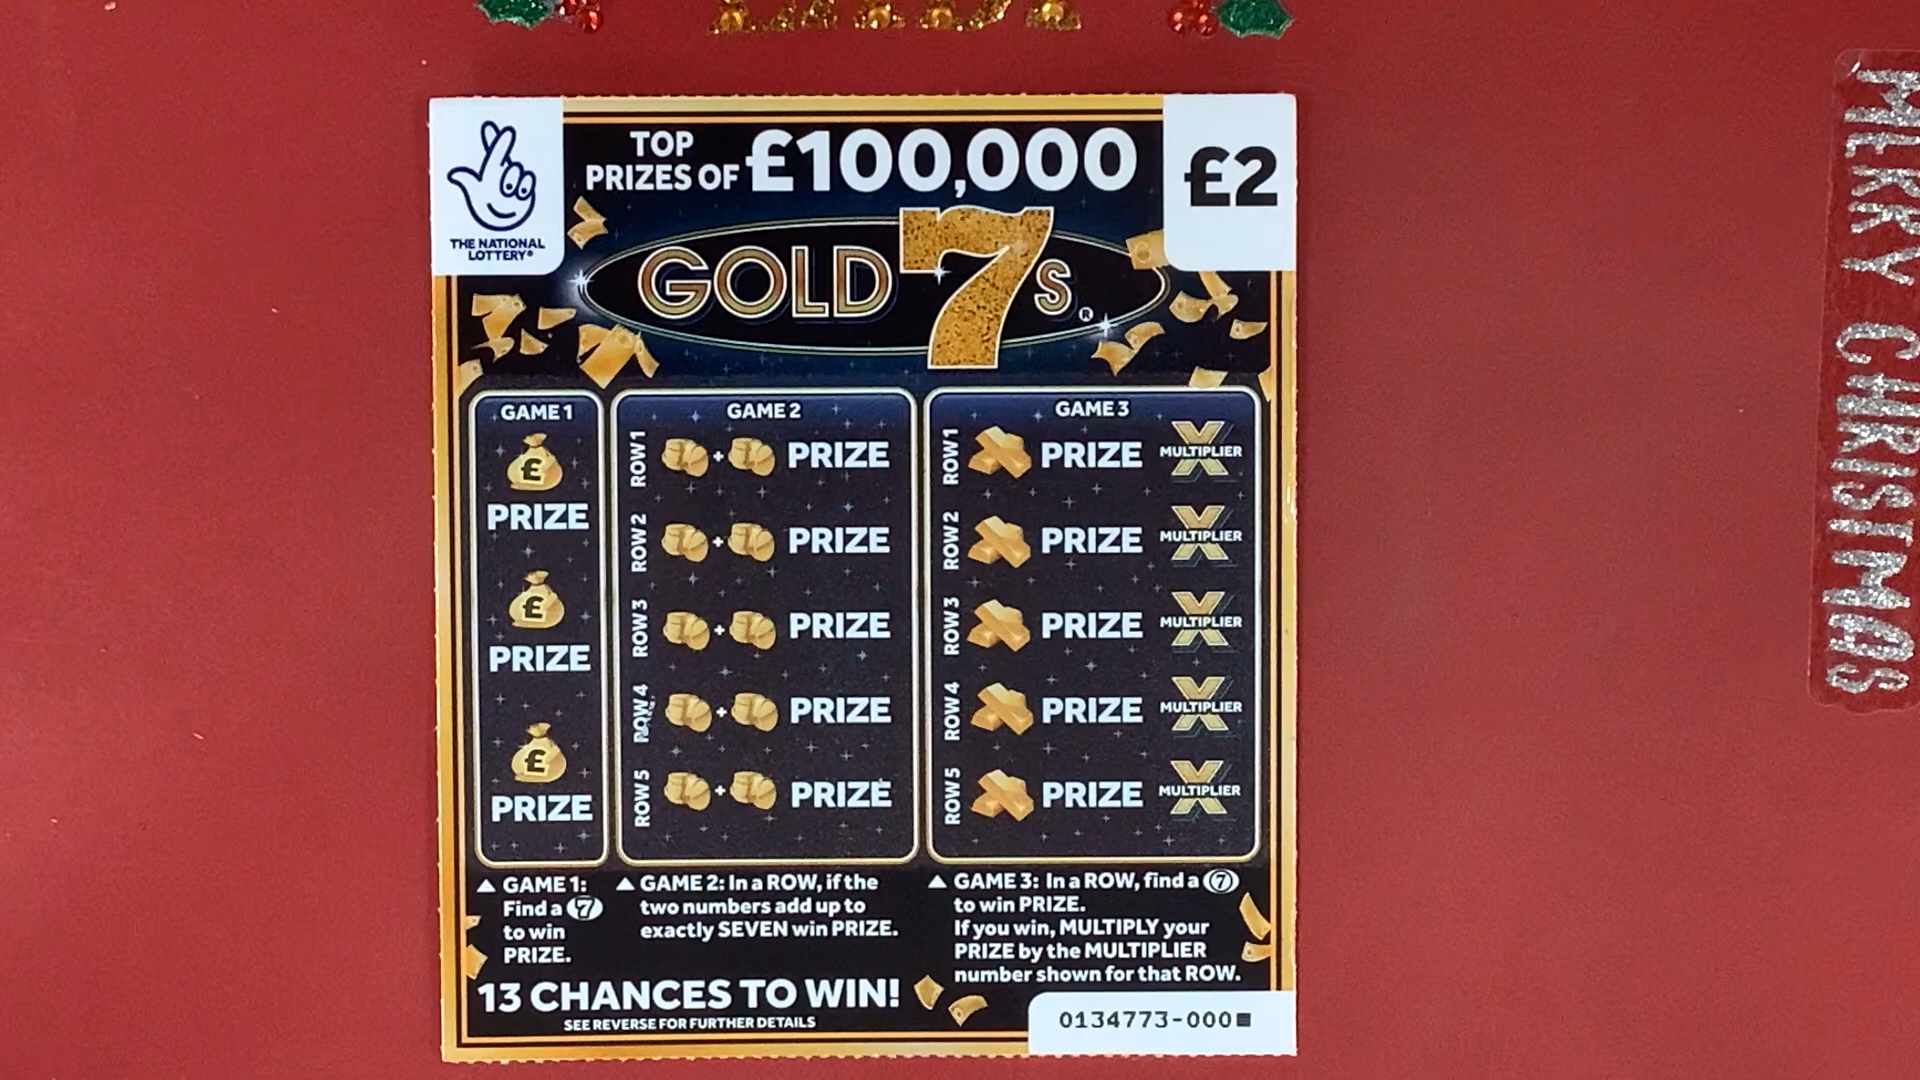 TOP
PRIZES OF £100,000
£2
THE NATIONAL
LOTTERY®
GOLD 7s®
GAME 1
£
PRIZE
£
PRIZE
£
PRIZE
GAME 2
ROW 1 + PRIZE
ROW 2 + PRIZE
ROW 3 + PRIZE
ROW 4 + PRIZE
ROW 5 + PRIZE
GAME 3
ROW 1 PRIZE X MULTIPLIER
ROW 2 PRIZE X MULTIPLIER
ROW 3 PRIZE X MULTIPLIER
ROW 4 PRIZE X MULTIPLIER
ROW 5 PRIZE X MULTIPLIER
GAME 1:
Find a 7
to win
PRIZE.
GAME 2: In a ROW, if the
two numbers add up to
exactly SEVEN win PRIZE.
GAME 3: In a ROW, find a 7
to win PRIZE.
If you win, MULTIPLY your
PRIZE by the MULTIPLIER
number shown for that ROW.
13 CHANCES TO WIN!
SEE REVERSE FOR FURTHER DETAILS
0134773-000
MERRY CHRISTMAS